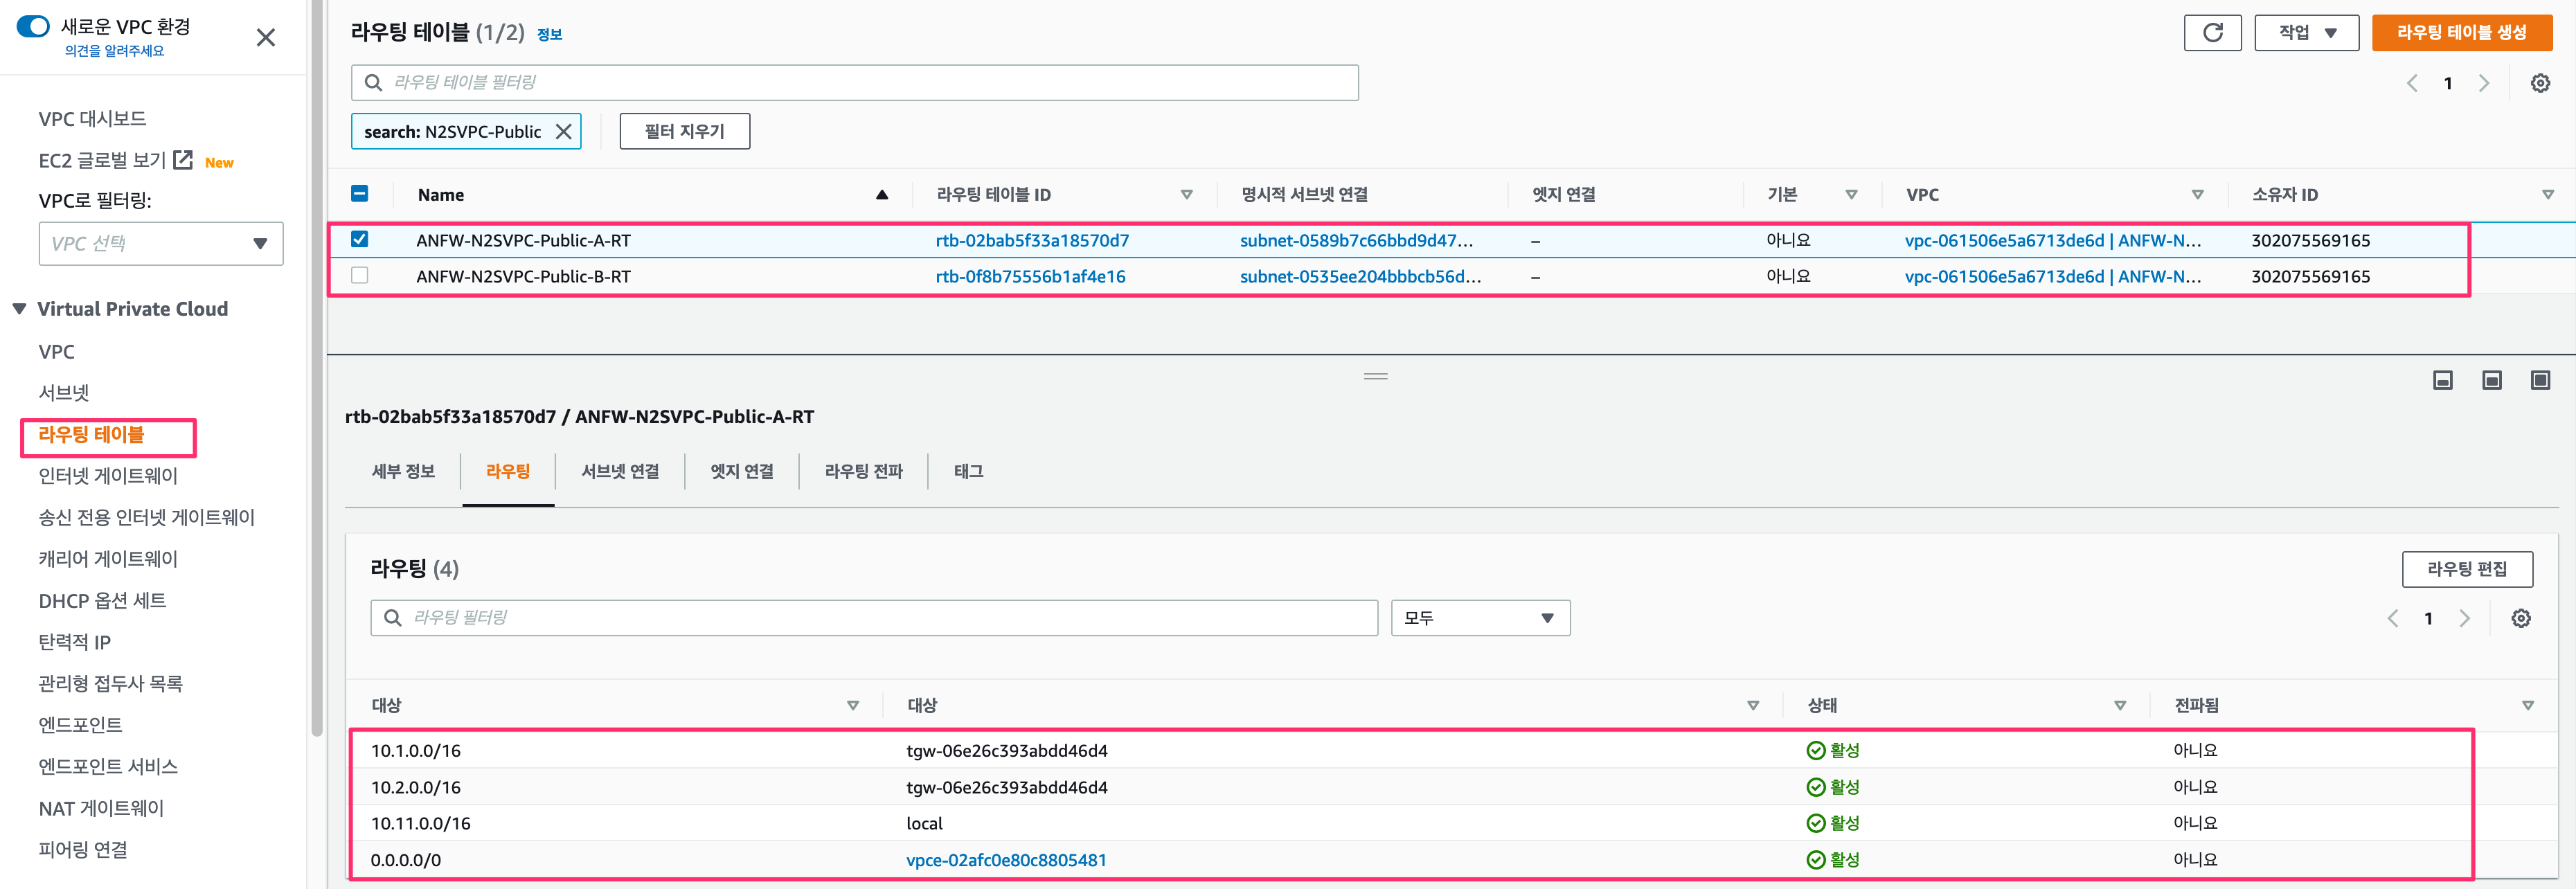 새로운 VPC 환경
의견을 알려주세요
VPC 대시보드
EC2 글로벌 보기 New
VPC로 필터링:
VPC 선택
Virtual Private Cloud
VPC
서브넷
라우팅 테이블
인터넷 게이트웨이
송신 전용 인터넷 게이트웨이
캐리어 게이트웨이
DHCP 옵션 세트
탄력적 IP
관리형 접두사 목록
엔드포인트
엔드포인트 서비스
NAT 게이트웨이
피어링 연결
라우팅 테이블 (1/2) 정보
작업
라우팅 테이블 생성
라우팅 테이블 필터링
1
search: N2SVPC-Public
필터 지우기
Name 라우팅 테이블 ID 명시적 서브넷 연결 엣지 연결 기본 VPC 소유자 ID
ANFW-N2SVPC-Public-A-RT rtb-02bab5f33a18570d7 subnet-0589b7c66bbd9d47... – 아니요 vpc-061506e5a6713de6d | ANFW-N... 302075569165
ANFW-N2SVPC-Public-B-RT rtb-0f8b75556b1af4e16 subnet-0535ee204bbbcb56d... – 아니요 vpc-061506e5a6713de6d | ANFW-N... 302075569165
rtb-02bab5f33a18570d7 / ANFW-N2SVPC-Public-A-RT
세부 정보 라우팅 서브넷 연결 엣지 연결 라우팅 전파 태그
라우팅 (4)
라우팅 편집
라우팅 필터링
모두
1
대상 대상 상태 전파됨
10.1.0.0/16 tgw-06e26c393abdd46d4 활성 아니요
10.2.0.0/16 tgw-06e26c393abdd46d4 활성 아니요
10.11.0.0/16 local 활성 아니요
0.0.0.0/0 vpce-02afc0e80c8805481 활성 아니요